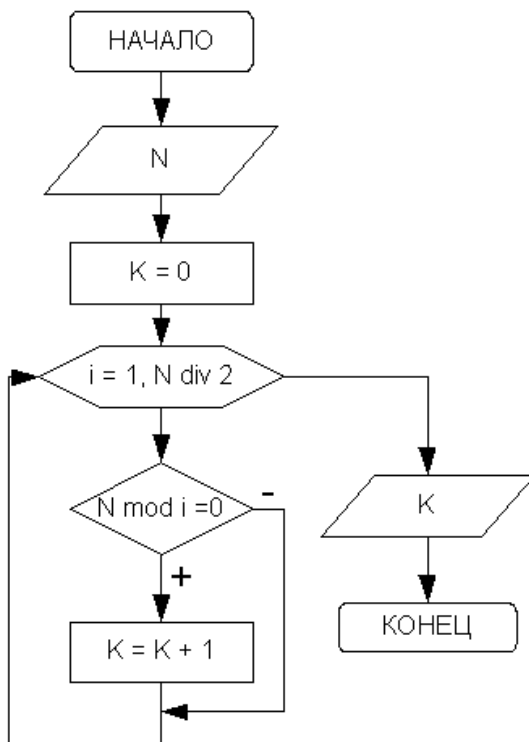 НАЧАЛО
N
K = 0
i = 1, N div 2
N mod i =0
-
+
K = K + 1
K
КОНЕЦ